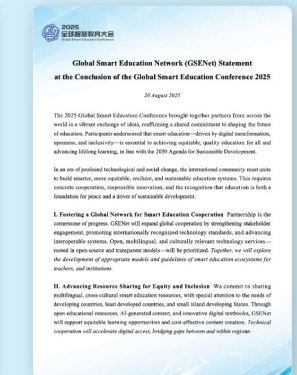 2025
全球智慧教育大会
Global Smart Education Conference
Global Smart Education Network (GSENet) Statement
at the Conclusion of the Global Smart Education Conference 2025
20 August 2025
The 2025 Global Smart Education Conference brought together partners from across
the world in a vibrant exchange of ideas, reaffirming a shared commitment to shaping the future
of education. Participants underscored that smart education—driven by digital transformation,
openness, and inclusivity—is essential to achieving equitable, quality education for all and
advancing lifelong learning, in line with the 2030 Agenda for Sustainable Development.
In an era of profound technological and social change, the international community must unite
to build smarter, more equitable, resilient, and sustainable education systems. This requires
concrete cooperation, responsible innovation, and the recognition that education is both a
foundation for peace and a driver of sustainable development.
I. Fostering a Global Network for Smart Education Cooperation Partnership is the
cornerstone of progress. GSENet will expand global cooperation by strengthening stakeholder
engagement, promoting internationally recognized technology standards, and advancing
interoperable systems. Open, multilingual, and culturally relevant technology services—
rooted in open-source and transparent models—will be prioritized. Together, we will explore
the development of appropriate models and guidelines of smart education ecosystems for
teachers, and institutions.
II. Advancing Resource Sharing for Equity and Inclusion We commit to sharing
multilingual, cross-cultural smart education resources, with special attention to the needs of
developing countries, least developed countries, and small island developing States. Through
open educational resources, AI-generated content, and innovative digital textbooks, GSENet
will support equitable learning opportunities and cost-effective content creation. Technical
cooperation will accelerate digital access, bridging gaps between and within regions.